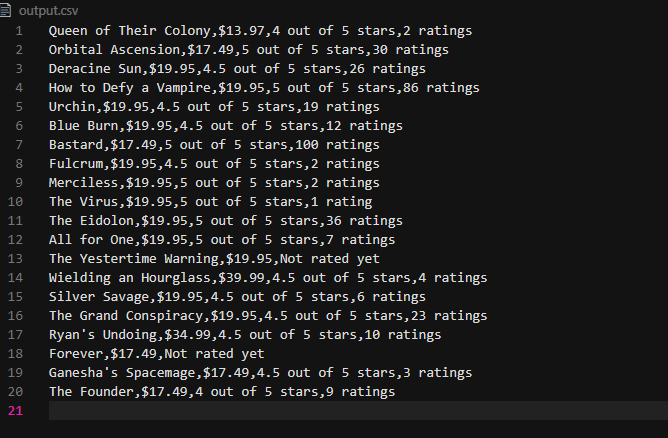 output.csv
1 Queen of Their Colony,$13.97,4 out of 5 stars,2 ratings
2 Orbital Ascension,$17.49,5 out of 5 stars,30 ratings
3 Deracine Sun,$19.95,4.5 out of 5 stars,26 ratings
4 How to Defy a Vampire,$19.95,5 out of 5 stars,86 ratings
5 Urchin,$19.95,4.5 out of 5 stars,19 ratings
6 Blue Burn,$19.95,4.5 out of 5 stars,12 ratings
7 Bastard,$17.49,5 out of 5 stars,100 ratings
8 Fulcrum,$19.95,4.5 out of 5 stars,2 ratings
9 Merciless,$19.95,5 out of 5 stars,2 ratings
10 The Virus,$19.95,5 out of 5 stars,1 rating
11 The Eidolon,$19.95,5 out of 5 stars,36 ratings
12 All for One,$19.95,5 out of 5 stars,7 ratings
13 The Yestertime Warning,$19.95,Not rated yet
14 Wielding an Hourglass,$39.99,4.5 out of 5 stars,4 ratings
15 Silver Savage,$19.95,4.5 out of 5 stars,6 ratings
16 The Grand Conspiracy,$19.95,4.5 out of 5 stars,23 ratings
17 Ryan's Undoing,$34.99,4.5 out of 5 stars,10 ratings
18 Forever,$17.49,Not rated yet
19 Ganesha's Spacemage,$17.49,4.5 out of 5 stars,3 ratings
20 The Founder,$17.49,4 out of 5 stars,9 ratings
21